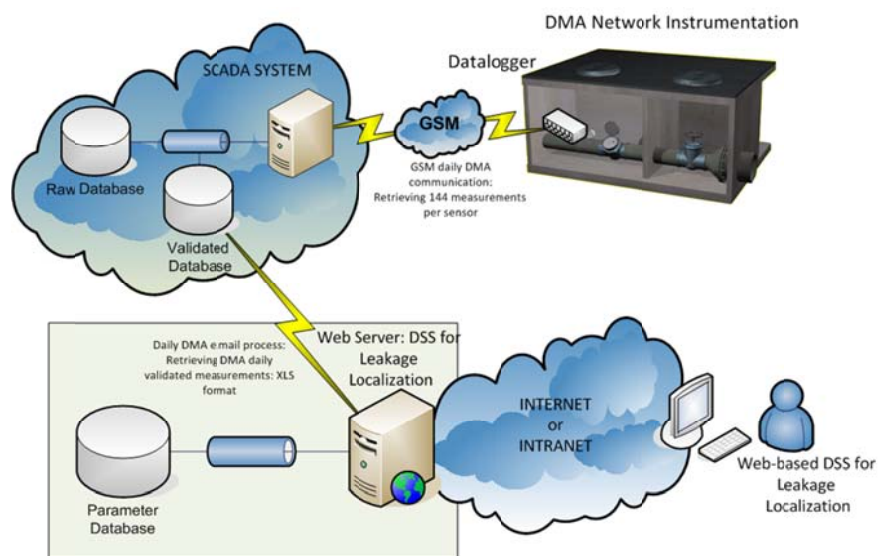 DMA Network Instrumentation
Datalogger
SCADA SYSTEM
GSM
GSM daily DMA
communication:
Retrieving 144 measurements
per sensor
Raw Database
Validated
Database
Daily DMA email process:
Retrieving DMA daily
validated measurements: XLS
format
Web Server: DSS for
Leakage
Localization
INTERNET
or
INTRANET
Parameter
Database
Web-based DSS for
Leakage
Localization